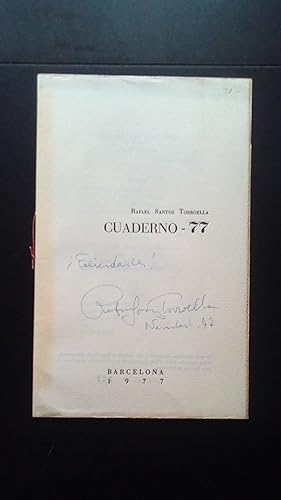 Rafael Santos Torroella
CUADERNO - 77
¡Felicidades!
Navidad, 77
BARCELONA
1977